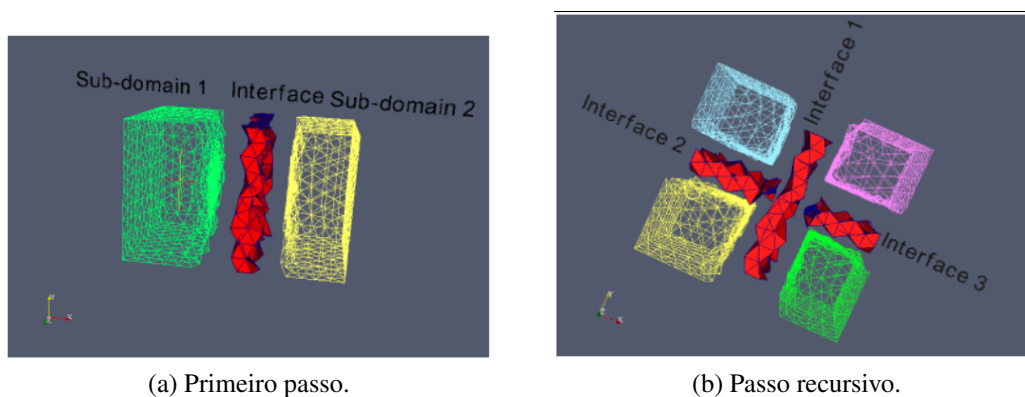 Sub-domain 1 Interface Sub-domain 2
Interface 1
Interface 2
Interface 3
(a) Primeiro passo.
(b) Passo recursivo.